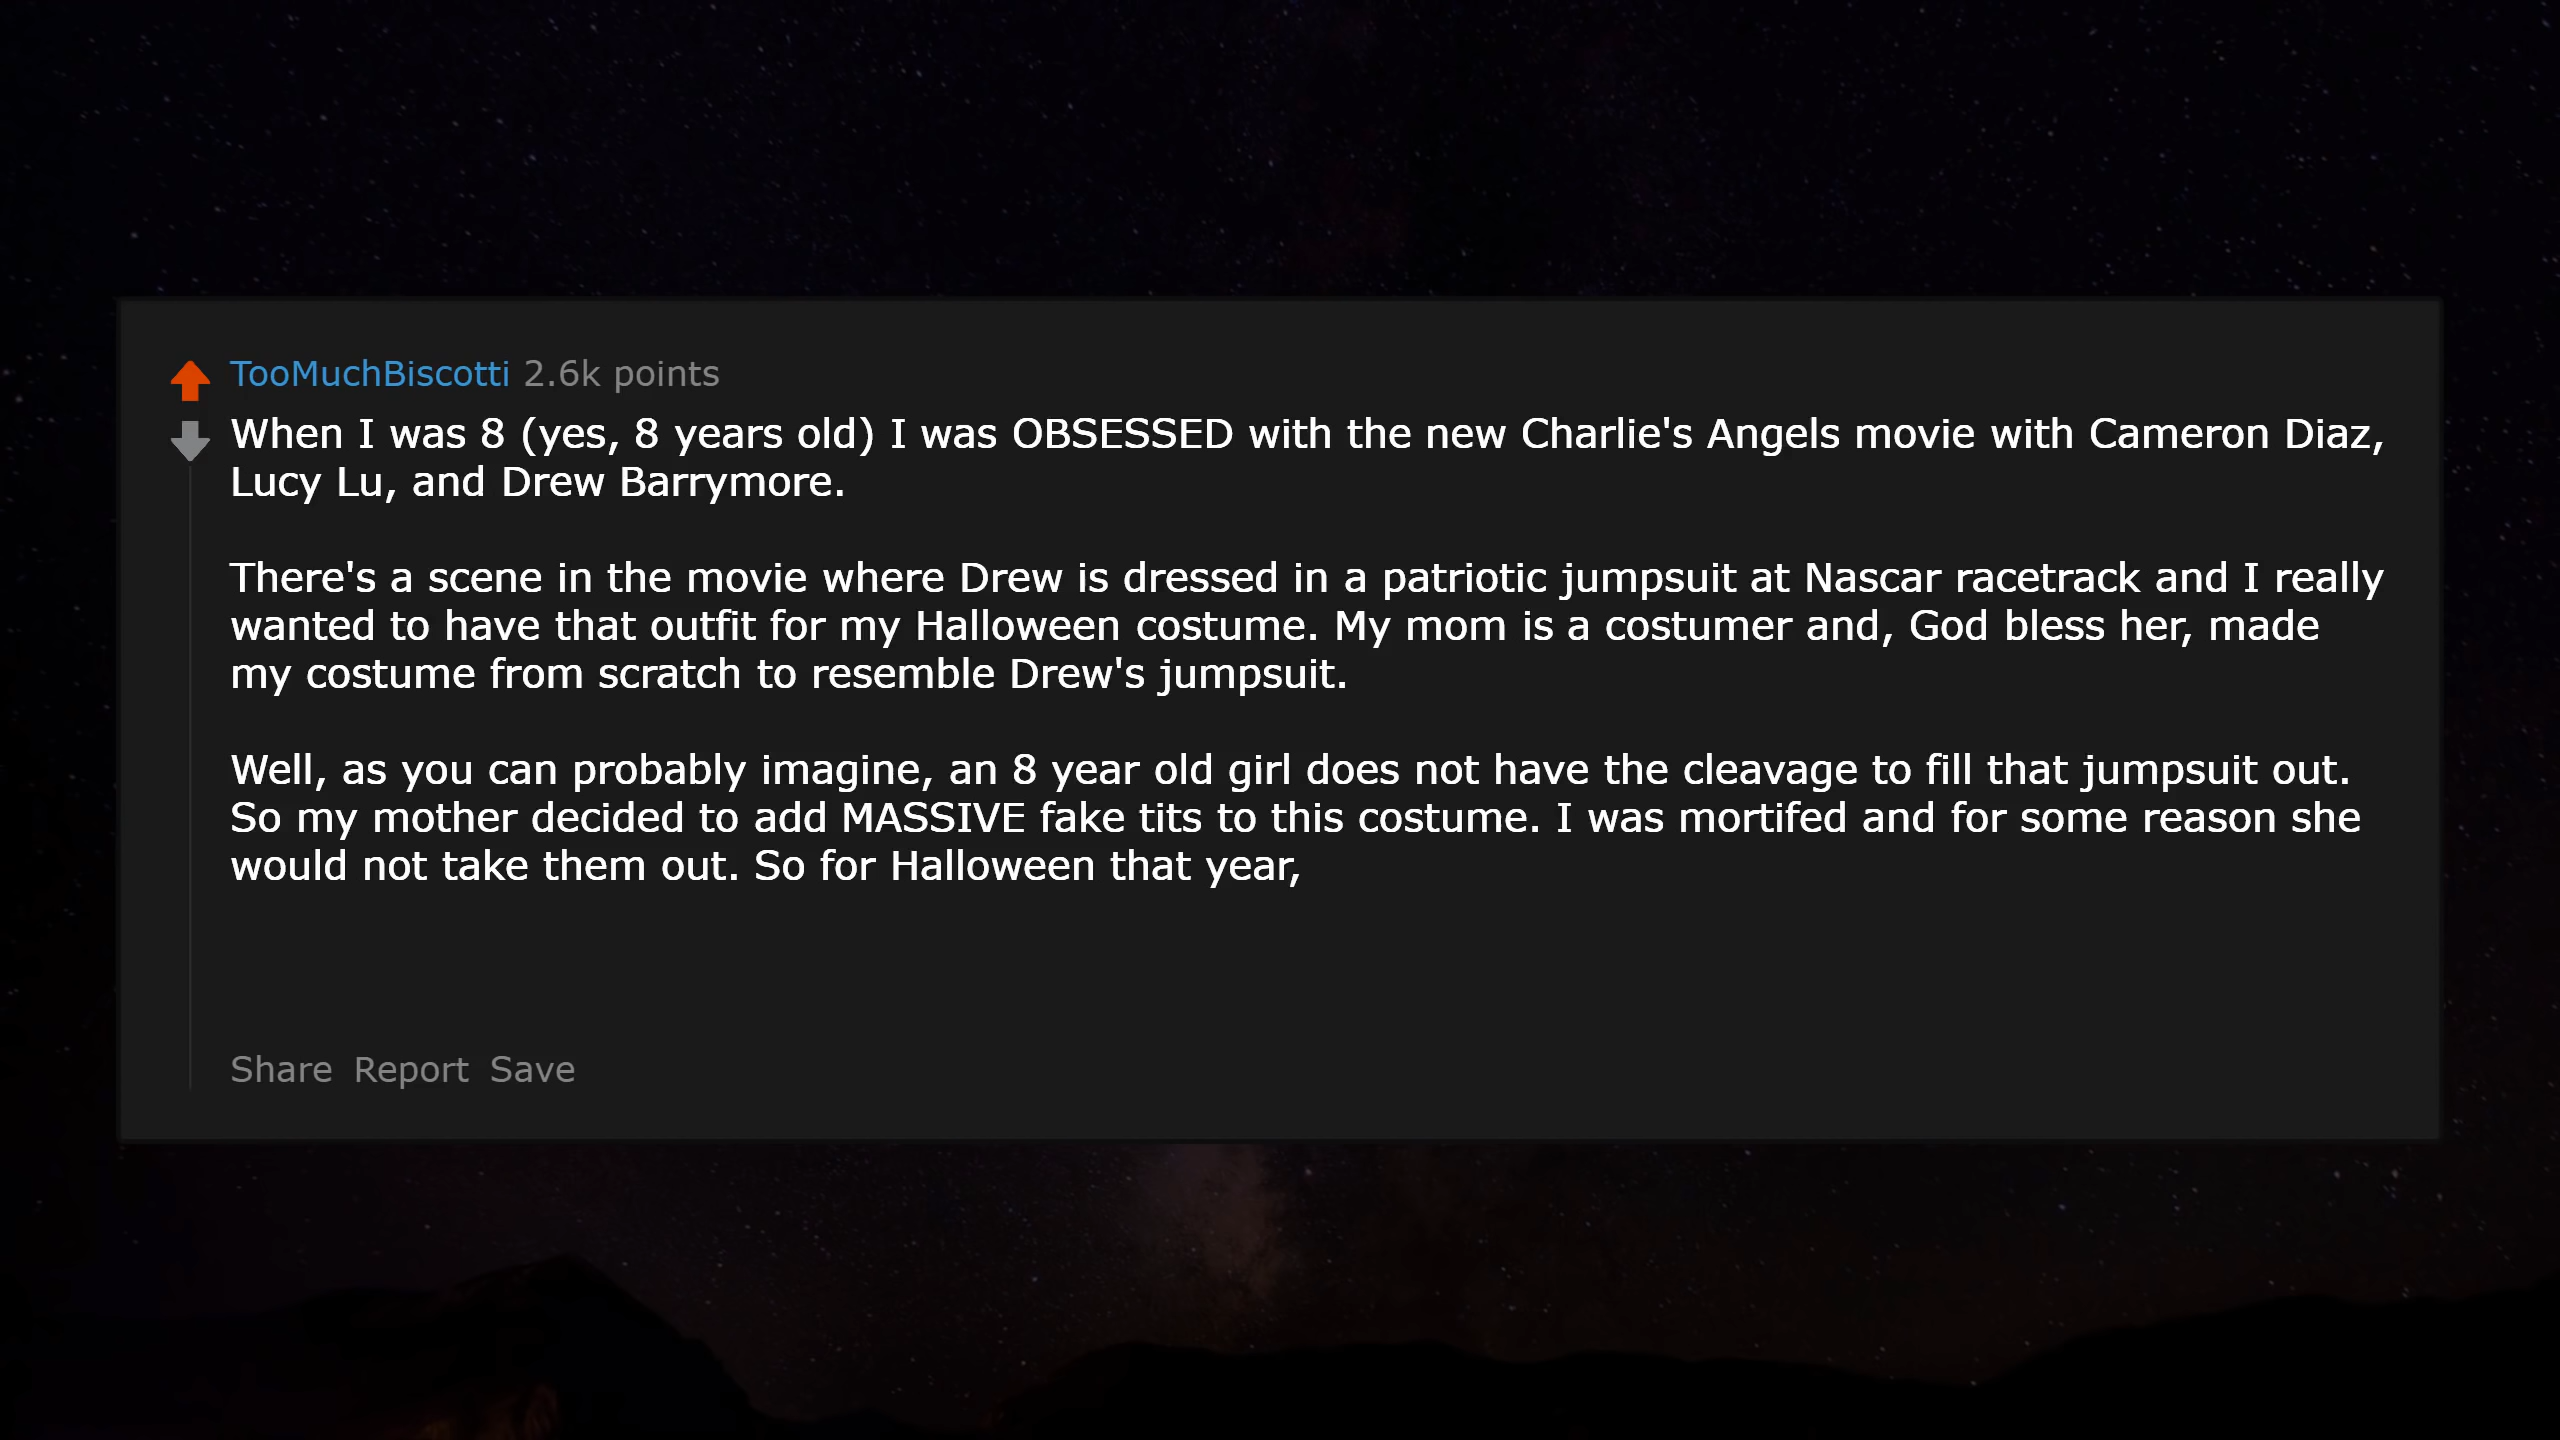 TooMuchBiscotti 2.6k points
When I was 8 (yes, 8 years old) I was OBSESSED with the new Charlie's Angels movie with Cameron Diaz,
Lucy Lu, and Drew Barrymore.
There's a scene in the movie where Drew is dressed in a patriotic jumpsuit at Nascar racetrack and I really
wanted to have that outfit for my Halloween costume. My mom is a costumer and, God bless her, made
my costume from scratch to resemble Drew's jumpsuit.
Well, as you can probably imagine, an 8 year old girl does not have the cleavage to fill that jumpsuit out.
So my mother decided to add MASSIVE fake tits to this costume. I was mortifed and for some reason she
would not take them out. So for Halloween that year,
Share Report Save